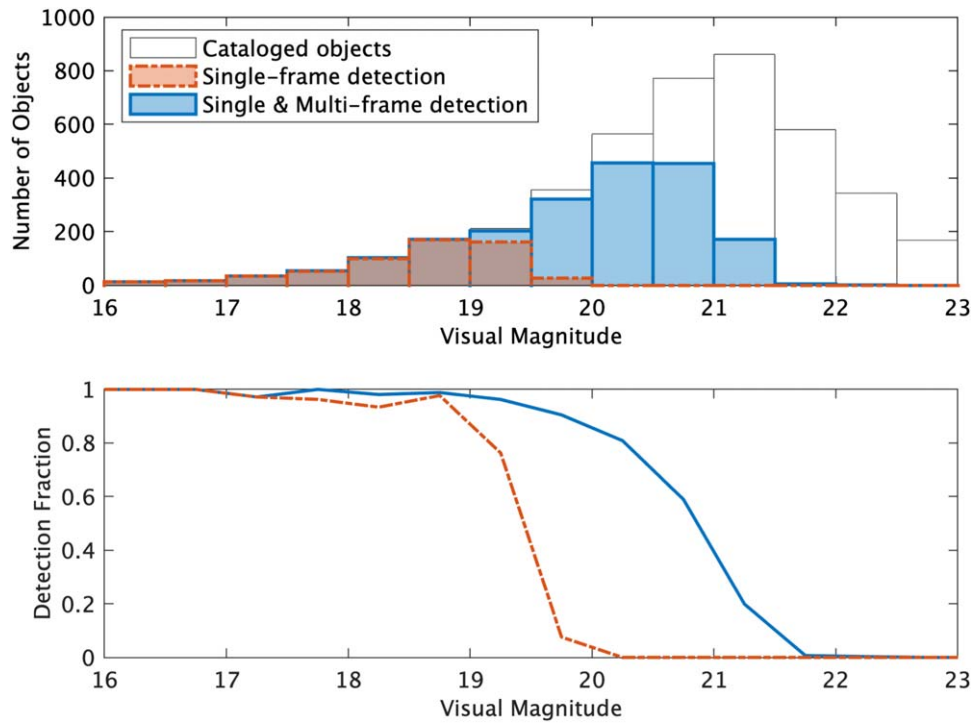 1000
800
600
400
200
0
Number of Objects
Cataloged objects
Single-frame detection
Single & Multi-frame detection
16 17 18 19 20 21 22 23
Visual Magnitude
1
0.8
0.6
0.4
0.2
0
Detection Fraction
16 17 18 19 20 21 22 23
Visual Magnitude